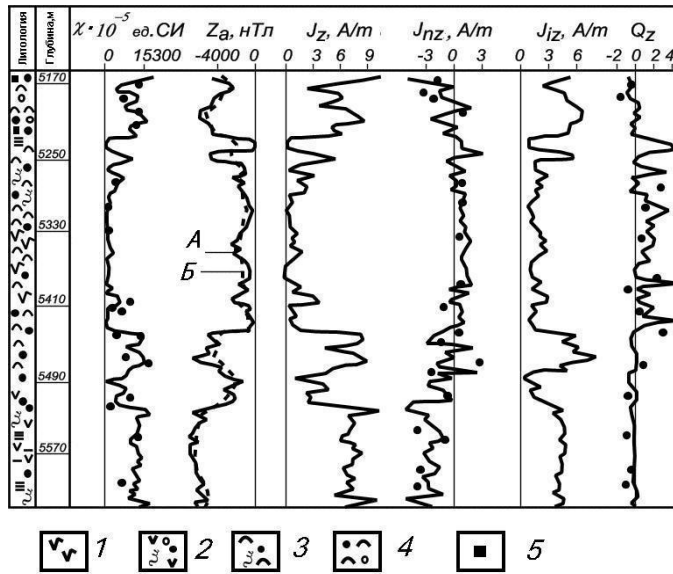 Литология
Глубина,м
χ·10⁻⁵ ед.СИ
Zа, нТл
Jz, А/m
Jnz, А/m
Jiz, А/m
Qz
0 15300
-4000 0
0 3 6 9
-3 0 3
0 3 6
-2 0 2 4
5170
5250
5330
А
Б
5410
5490
5570
1 2 3 4 5